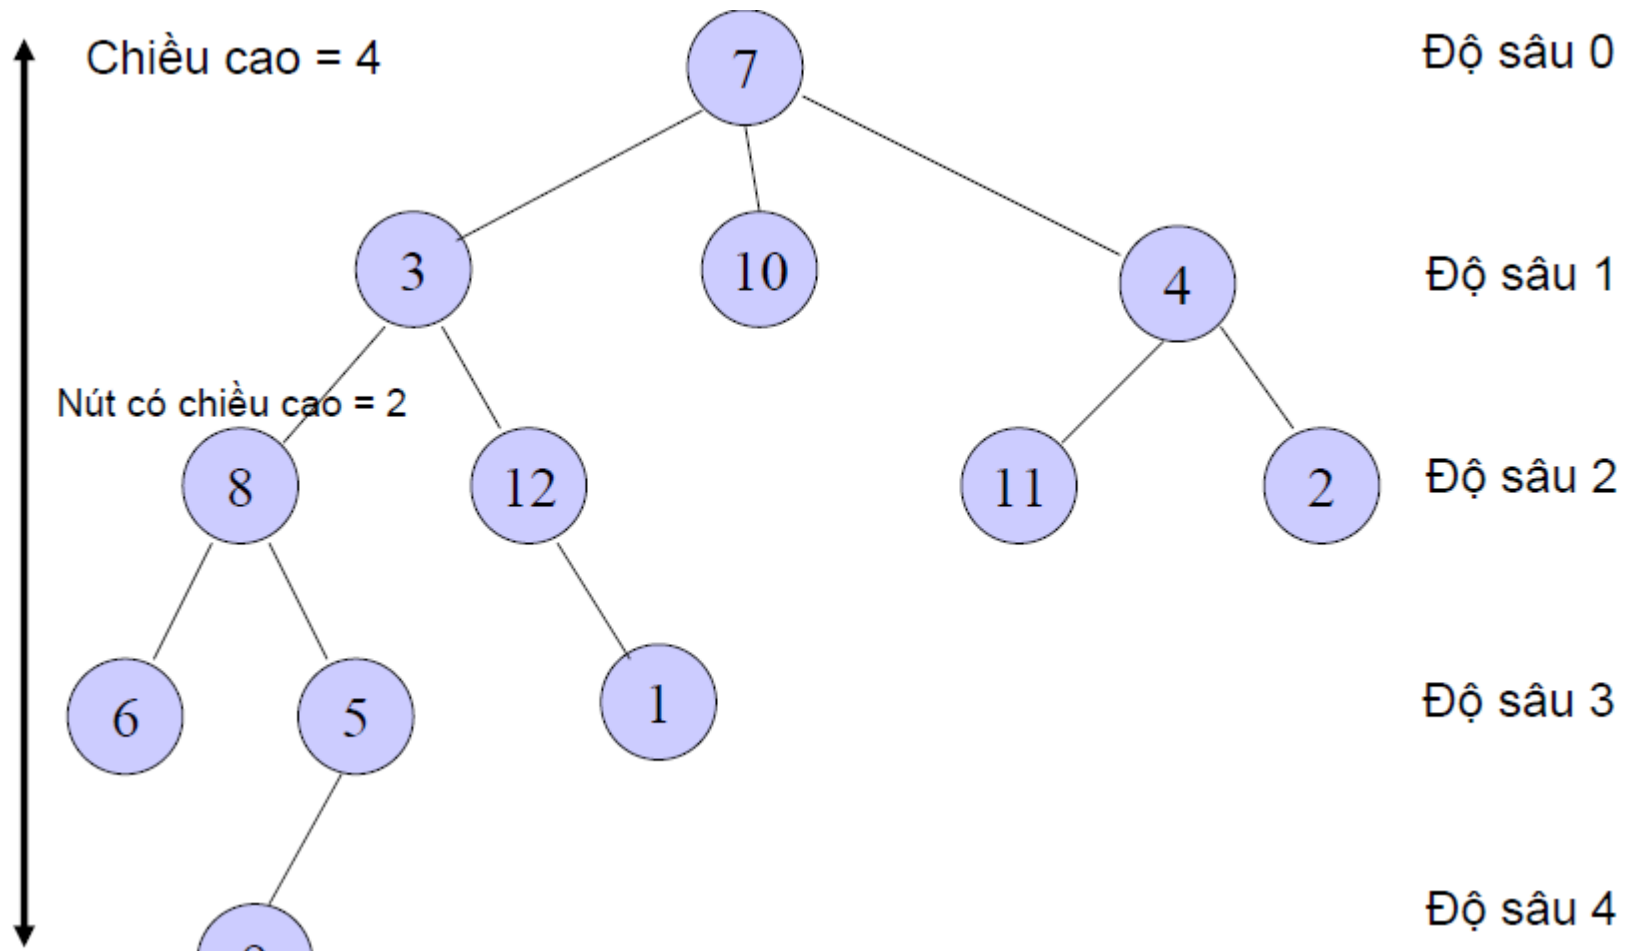 Chiều cao = 4
7
Độ sâu 0
3
10
4
Độ sâu 1
Nút có chiều cao = 2
8
12
11
2
Độ sâu 2
6
5
1
Độ sâu 3
Độ sâu 4